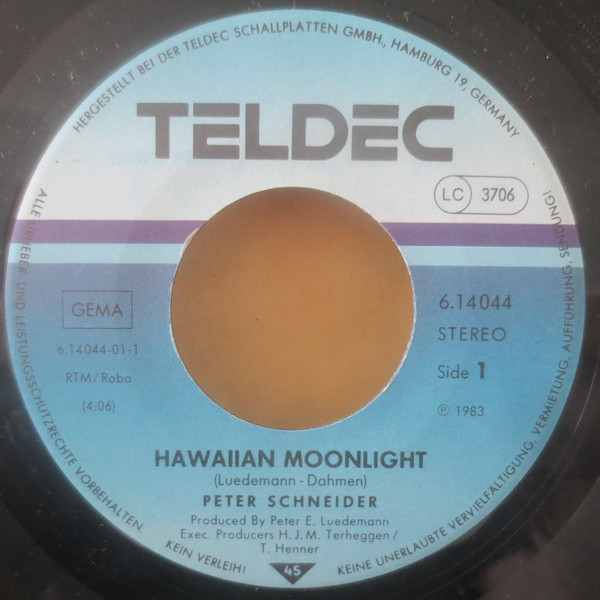 HERGESTELLT BEI DER TELDEC SCHALLPLATTEN GMBH, HAMBURG 19, GERMANY
TELDEC
LC 3706
GEMA
6.14044-01-1
RTM/Roba
(4:06)
6.14044
STEREO
Side 1
℗ 1983
HAWAIIAN MOONLIGHT
(Luedemann - Dahmen)
PETER SCHNEIDER
Produced By Peter E. Luedemann
Exec. Producers H. J. M. Terheggen /
T. Henner
45
ALLE URHEBER- UND LEISTUNGSSCHUTZRECHTE VORBEHALTEN.
KEIN VERLEIH!
KEINE UNERLAUBTE VERVIELFÄLTIGUNG, VERMIETUNG, AUFFÜHRUNG, SENDUNG!